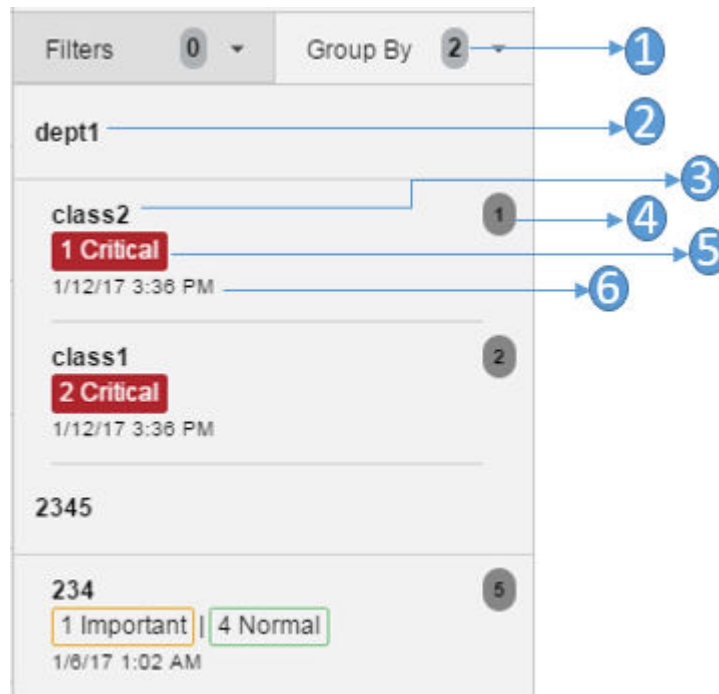 Filters 0 Group By 2 1
dept1 2
3
class2 1 4
1 Critical 5
1/12/17 3:36 PM 6
class1 2
2 Critical
1/12/17 3:36 PM
2345
234 5
1 Important | 4 Normal
1/6/17 1:02 AM